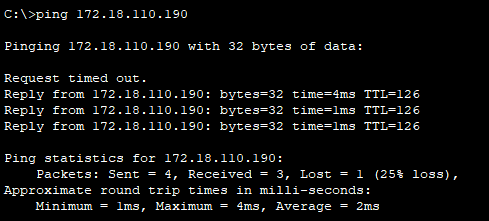 C:\>ping 172.18.110.190
Pinging 172.18.110.190 with 32 bytes of data:
Request timed out.
Reply from 172.18.110.190: bytes=32 time=4ms TTL=126
Reply from 172.18.110.190: bytes=32 time=1ms TTL=126
Reply from 172.18.110.190: bytes=32 time=1ms TTL=126
Ping statistics for 172.18.110.190:
    Packets: Sent = 4, Received = 3, Lost = 1 (25% loss),
Approximate round trip times in milli-seconds:
    Minimum = 1ms, Maximum = 4ms, Average = 2ms